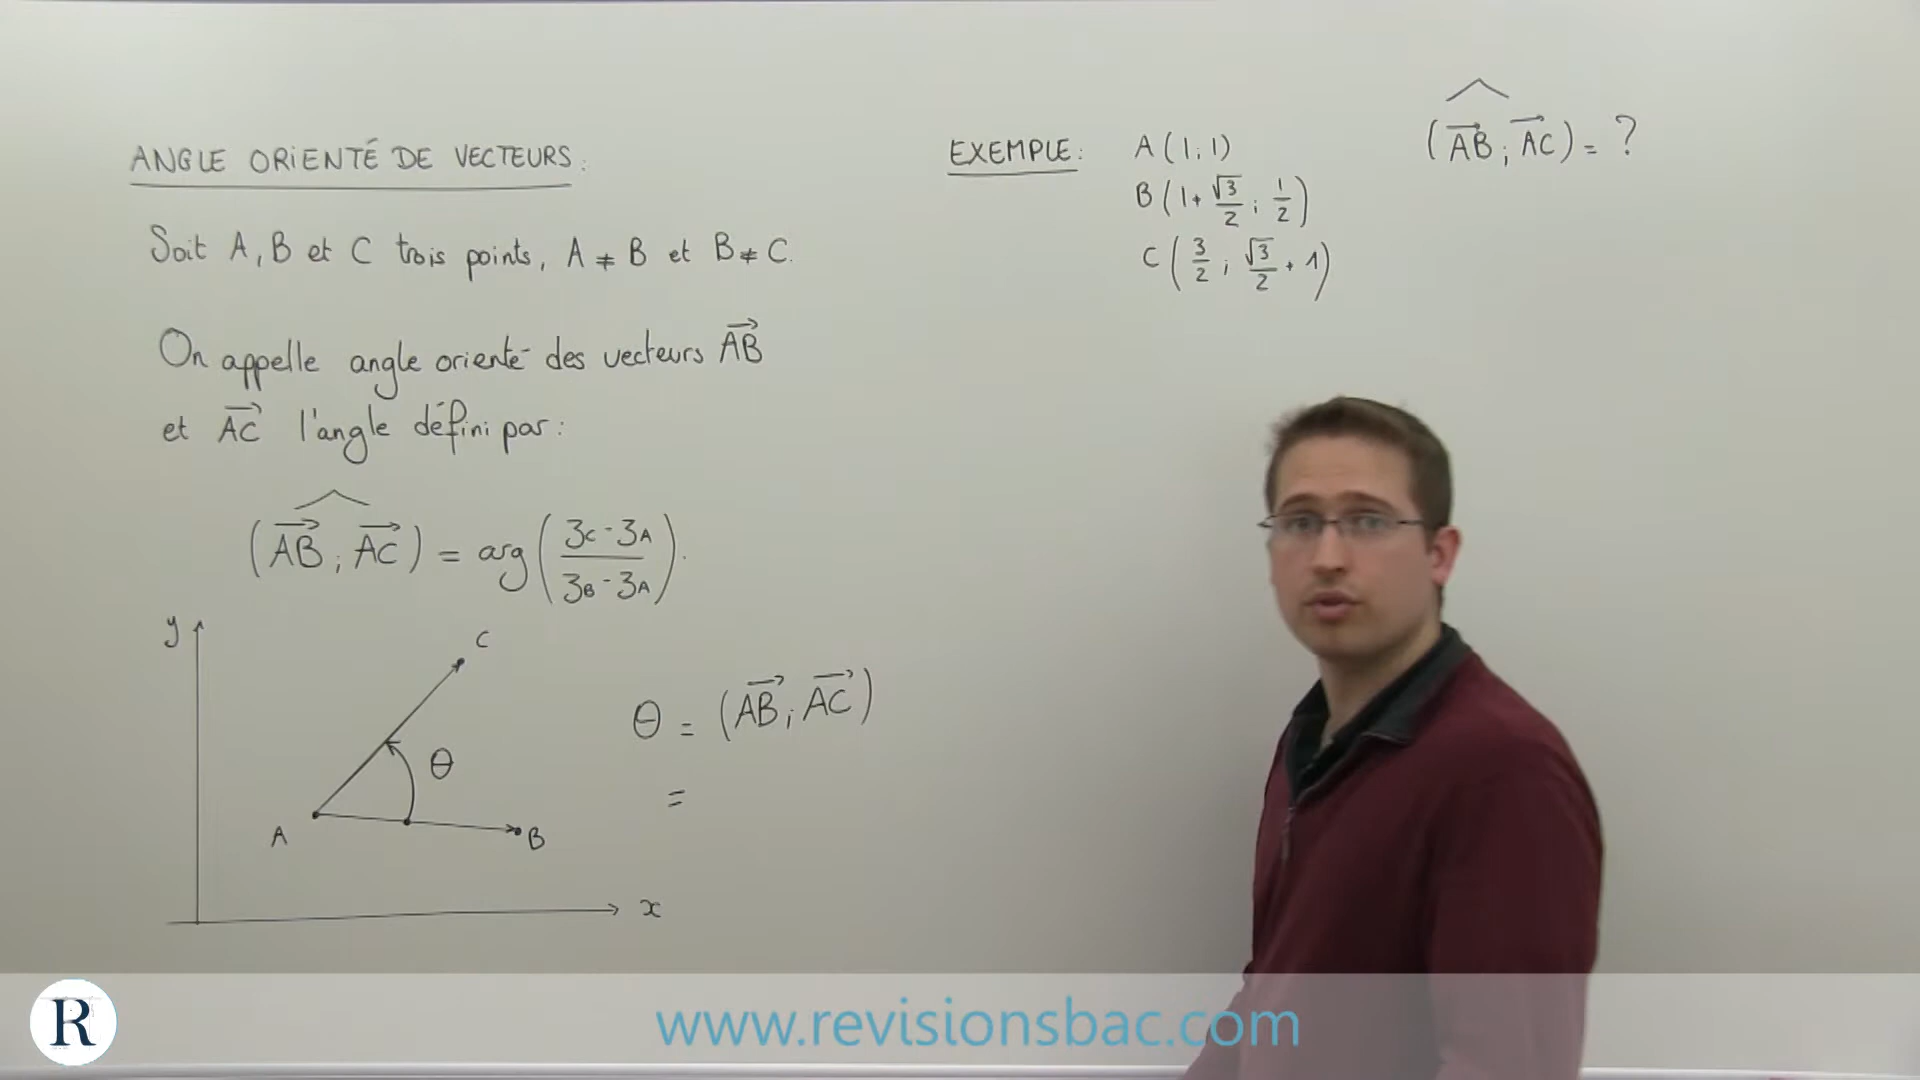 ANGLE ORIENTÉ DE VECTEURS :
Soit A, B et C trois points, A ≠ B et B ≠ C.
On appelle angle orienté des vecteurs AB
et AC l'angle défini par :
(AB ; AC) = arg((3c - 3A)/(3B - 3A)).
y
C
θ
A
B
x
θ = (AB ; AC)
=
EXEMPLE : A(1 ; 1)
B(1 + √3/2 ; 1/2)
C(3/2 ; √3/2 + 1)
(AB ; AC) = ?
R
www.revisionsbac.com